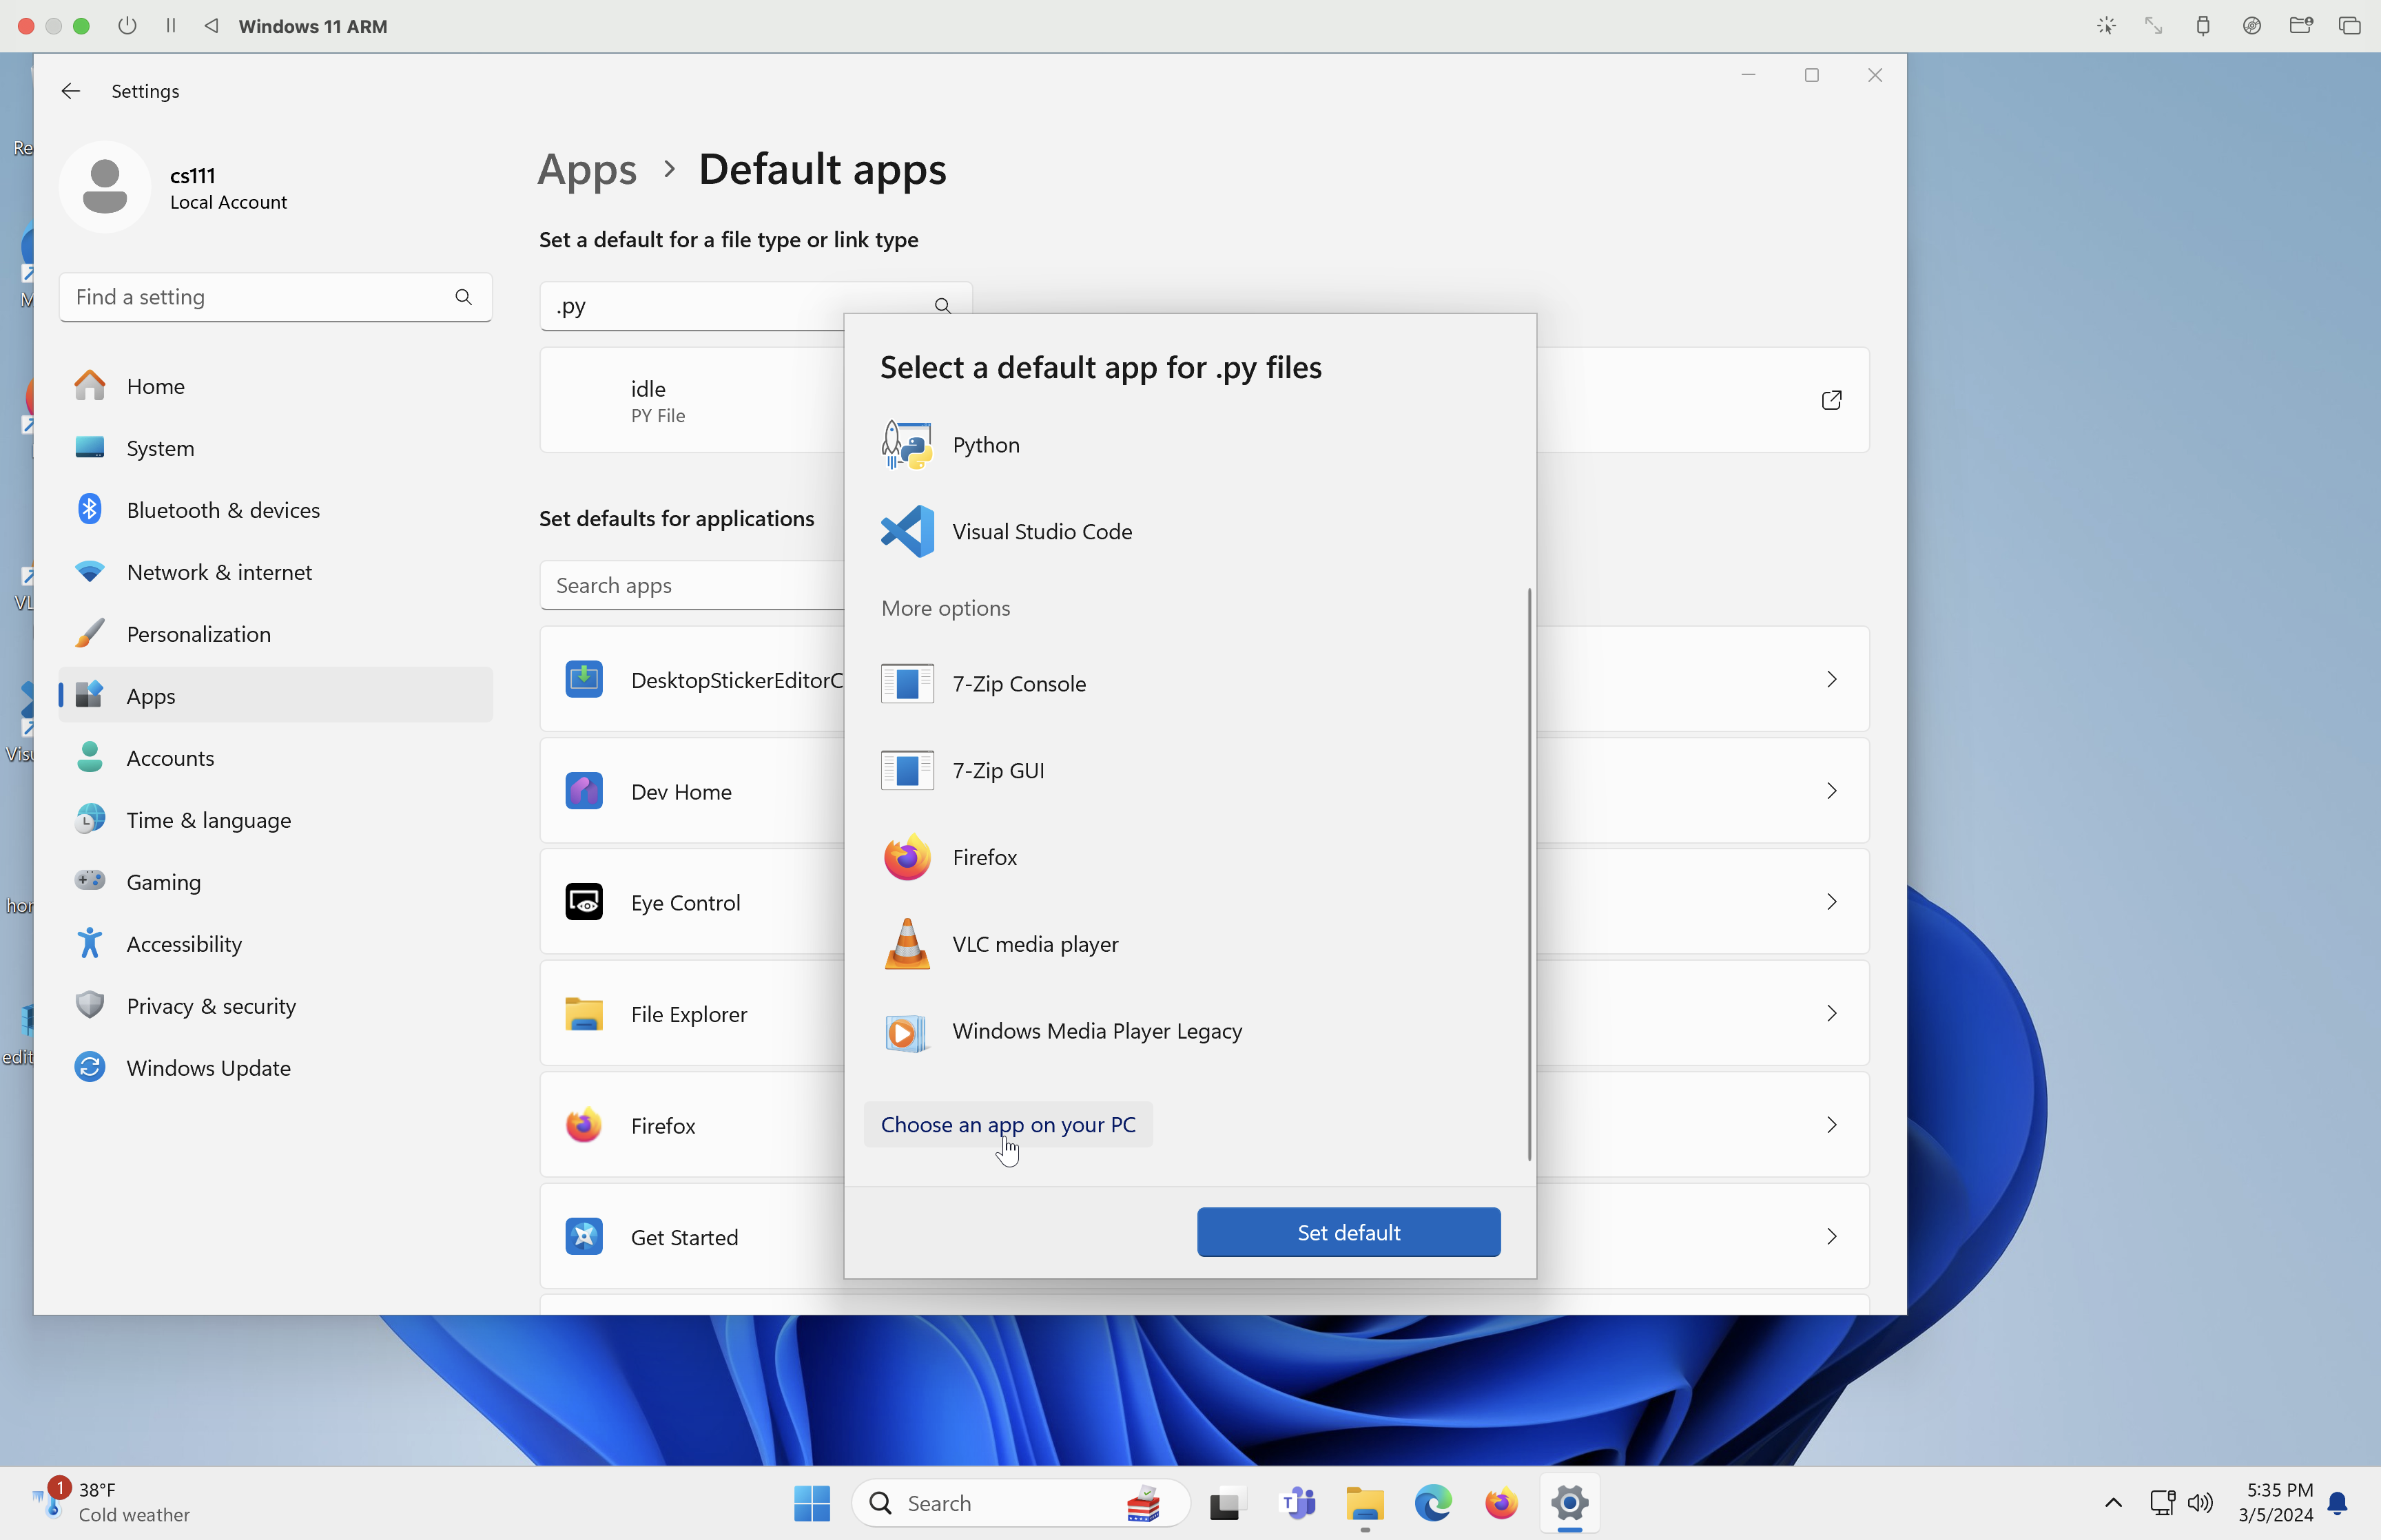 Windows 11 ARM
Settings
cs111
Local Account
Find a setting
Home
System
Bluetooth & devices
Network & internet
Personalization
Apps
Accounts
Time & language
Gaming
Accessibility
Privacy & security
Windows Update
Apps > Default apps
Set a default for a file type or link type
.py
idle
PY File
Set defaults for applications
Search apps
DesktopStickerEditorC
Dev Home
Eye Control
File Explorer
Firefox
Get Started
Select a default app for .py files
Python
Visual Studio Code
More options
7-Zip Console
7-Zip GUI
Firefox
VLC media player
Windows Media Player Legacy
Choose an app on your PC
Set default
Re
M
VL
Visu
hor
edit
1
38°F
Cold weather
Search
T
5:35 PM
3/5/2024